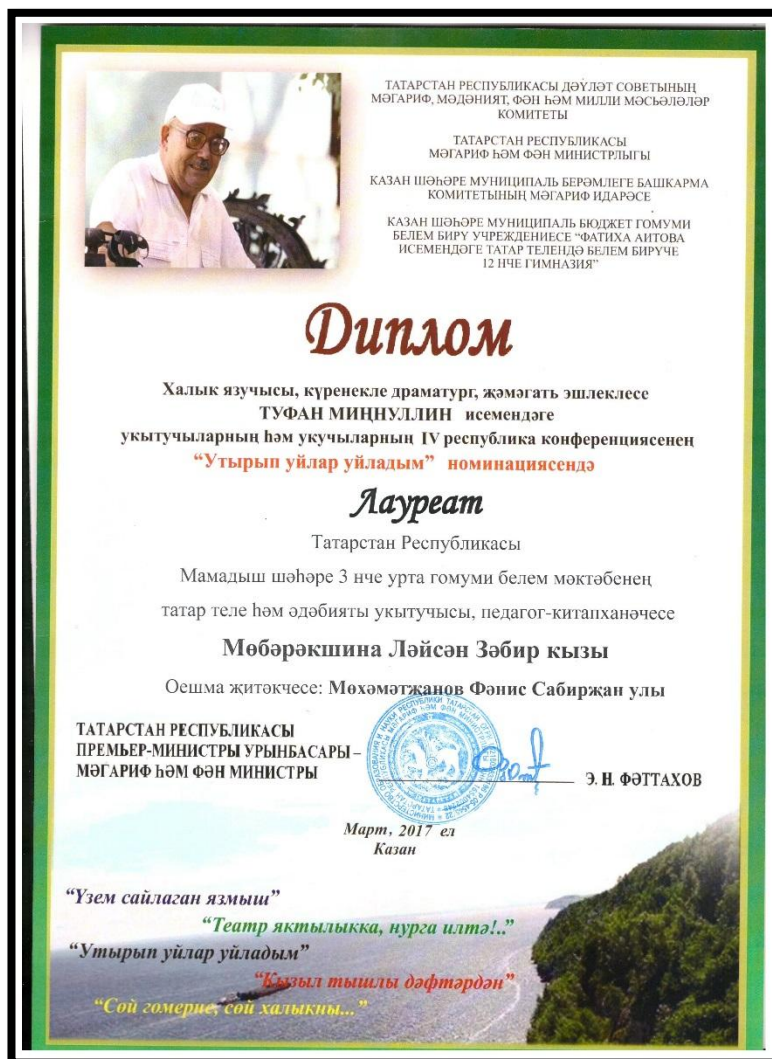 ТАТАРСТАН РЕСПУБЛИКАСЫ ДӘҮЛӘТ СОВЕТЫНЫҢ
МӘГАРИФ, МӘДӘНИЯТ, ФӘН ҺӘМ МИЛЛИ МӘСЬӘЛӘЛӘР
КОМИТЕТЫ
ТАТАРСТАН РЕСПУБЛИКАСЫ
МӘГАРИФ ҺӘМ ФӘН МИНИСТРЛЫГЫ
КАЗАН ШӘҺӘРЕ МУНИЦИПАЛЬ БЕРӘМЛЕГЕ БАШКАРМА
КОМИТЕТЫНЫҢ МӘГАРИФ ИДАРӘСЕ
КАЗАН ШӘҺӘРЕ МУНИЦИПАЛЬ БЮДЖЕТ ГОМУМИ
БЕЛЕМ БИРҮ УЧРЕЖДЕНИЕСЕ “ФАТИХА АИТОВА
ИСЕМЕНДӘГЕ ТАТАР ТЕЛЕНДӘ БЕЛЕМ БИРҮЧЕ
12 НЧЕ ГИМНАЗИЯ”
Диплом
Халык язучысы, күренекле драматург, җәмәгать эшлеклесе
ТУФАН МИҢНУЛЛИН исемендәге
укытучыларның һәм укучыларның IV республика конференциясенең
“Утырып уйлар уйладым” номинациясендә
Лауреат
Татарстан Республикасы
Мамадыш шәһәре 3 нче урта гомуми белем мәктәбенең
татар теле һәм әдәбияты укытучысы, педагог-китапханәчесе
Мөбәрәкшина Ләйсән Зәбир кызы
Оешма җитәкчесе: Мөхәмәтҗанов Фәнис Сабирҗан улы
ТАТАРСТАН РЕСПУБЛИКАСЫ
ПРЕМЬЕР-МИНИСТРЫ УРЫНБАСАРЫ –
МӘГАРИФ ҺӘМ ФӘН МИНИСТРЫ
Э. Н. ФӘТТАХОВ
Март, 2017 ел
Казан
“Үзем сайлаган язмыш”
“Театр яктылыкка, нурга илтә!..”
“Утырып уйлар уйладым”
“Кызыл тышлы дәфтәрдән”
“Сөй гомерне, сөй халыкны...”